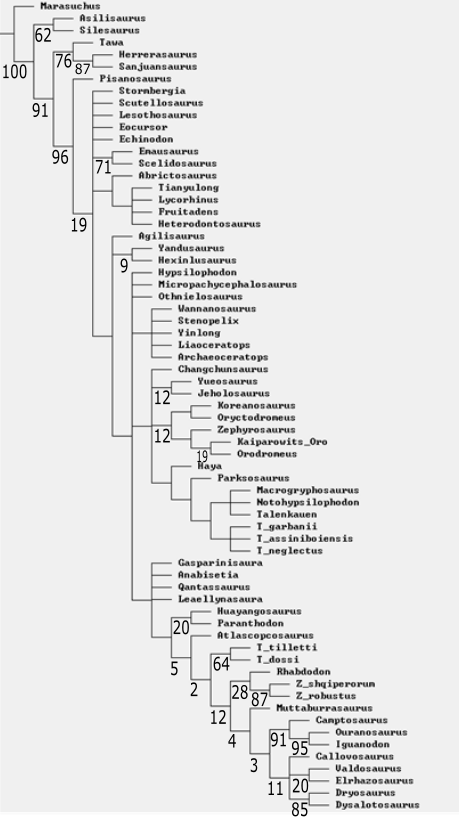 Marasuchus
Asilisaurus
62
Silesaurus
Tawa
76
Herrerasaurus
100
87
Sanjuansaurus
Pisanosaurus
Stormbergia
91
Scutellosaurus
Lesothosaurus
Eocursor
Echinodon
96
Emausaurus
71
Scelidosaurus
Abrictosaurus
Tianyulong
Lycorhinus
Fruitadens
19
Heterodontosaurus
Agilisaurus
Yandusaurus
9
Hexinlusaurus
Hypsilophodon
Micropachycephalosaurus
Othnielosaurus
Wannanosaurus
Stenopelix
Yinlong
Liaoceratops
Archaeoceratops
Changchunsaurus
Yueosaurus
12
Jeholosaurus
Koreanosaurus
Oryctodromeus
12
Zephyrosaurus
Kaiparowits_Oro
19
Orodromeus
Haya
Parksosaurus
Macrogryphosaurus
Notohypsilophodon
Talenkauen
T_garbanii
T_assiniboiensis
T_neglectus
Gasparinisaura
Anabisetia
Qantassaurus
Leaellynasaura
Huayangosaurus
20
Paranthodon
Atlascopcosaurus
T_tilletti
5
64
T_dossi
Rhabdodon
2
28
Z_shqiperorum
87
Z_robustus
12
Muttaburrasaurus
Camptosaurus
4
91
Ouranosaurus
95
Iguanodon
3
Callovosaurus
Valdosaurus
11
20
Elrhazosaurus
Dryosaurus
85
Dysalotosaurus